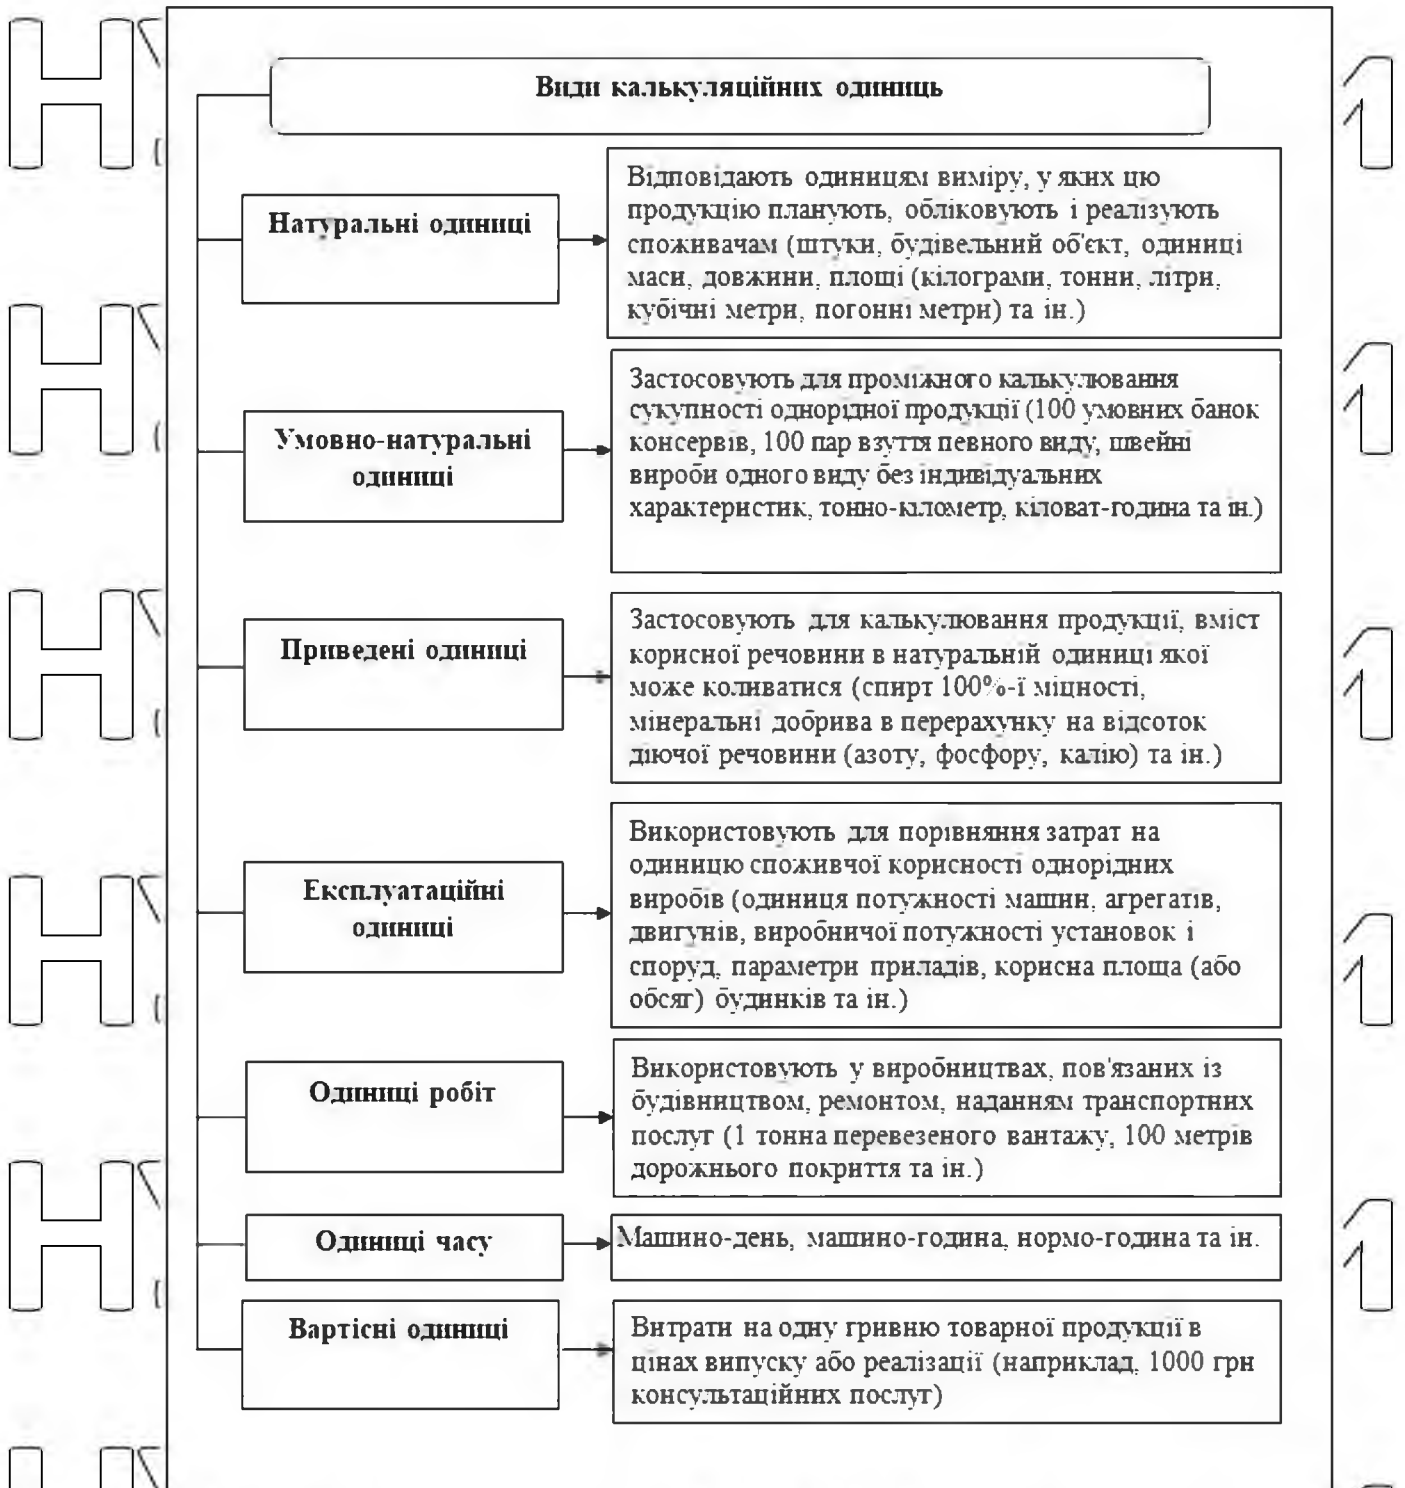 Види калькуляційних одиниць
Натуральні одиниці
Відповідають одиницям виміру, у яких цю
продукцію планують, обліковують і реалізують
споживачам (штуки, будівельний об'єкт, одиниці
маси, довжини, площі (кілограми, тонни, літри,
кубічні метри, погонні метри) та ін.)
Умовно-натуральні
одиниці
Застосовують для проміжного калькулювання
сукупності однорідної продукції (100 умовних банок
консервів, 100 пар взуття певного виду, швейні
вироби одного виду без індивідуальних
характеристик, тонно-кілометр, кіловат-година та ін.)
Приведені одиниці
Застосовують для калькулювання продукції, вміст
корисної речовини в натуральній одиниці якої
може коливатися (спирт 100%-ї міцності,
мінеральні добрива в перерахунку на відсоток
діючої речовини (азоту, фосфору, калію) та ін.)
Експлуатаційні
одиниці
Використовують для порівняння затрат на
одиницю споживчої корисності однорідних
виробів (одиниця потужності машин, агрегатів,
двигунів, виробничої потужності установок і
споруд, параметри приладів, корисна площа (або
обсяг) будинків та ін.)
Одиниці робіт
Використовують у виробництвах, пов'язаних із
будівництвом, ремонтом, наданням транспортних
послуг (1 тонна перевезеного вантажу, 100 метрів
дорожнього покриття та ін.)
Одиниці часу
Машино-день, машино-година, нормо-година та ін.
Вартісні одиниці
Витрати на одну гривню товарної продукції в
цінах випуску або реалізації (наприклад, 1000 грн
консультаційних послуг)